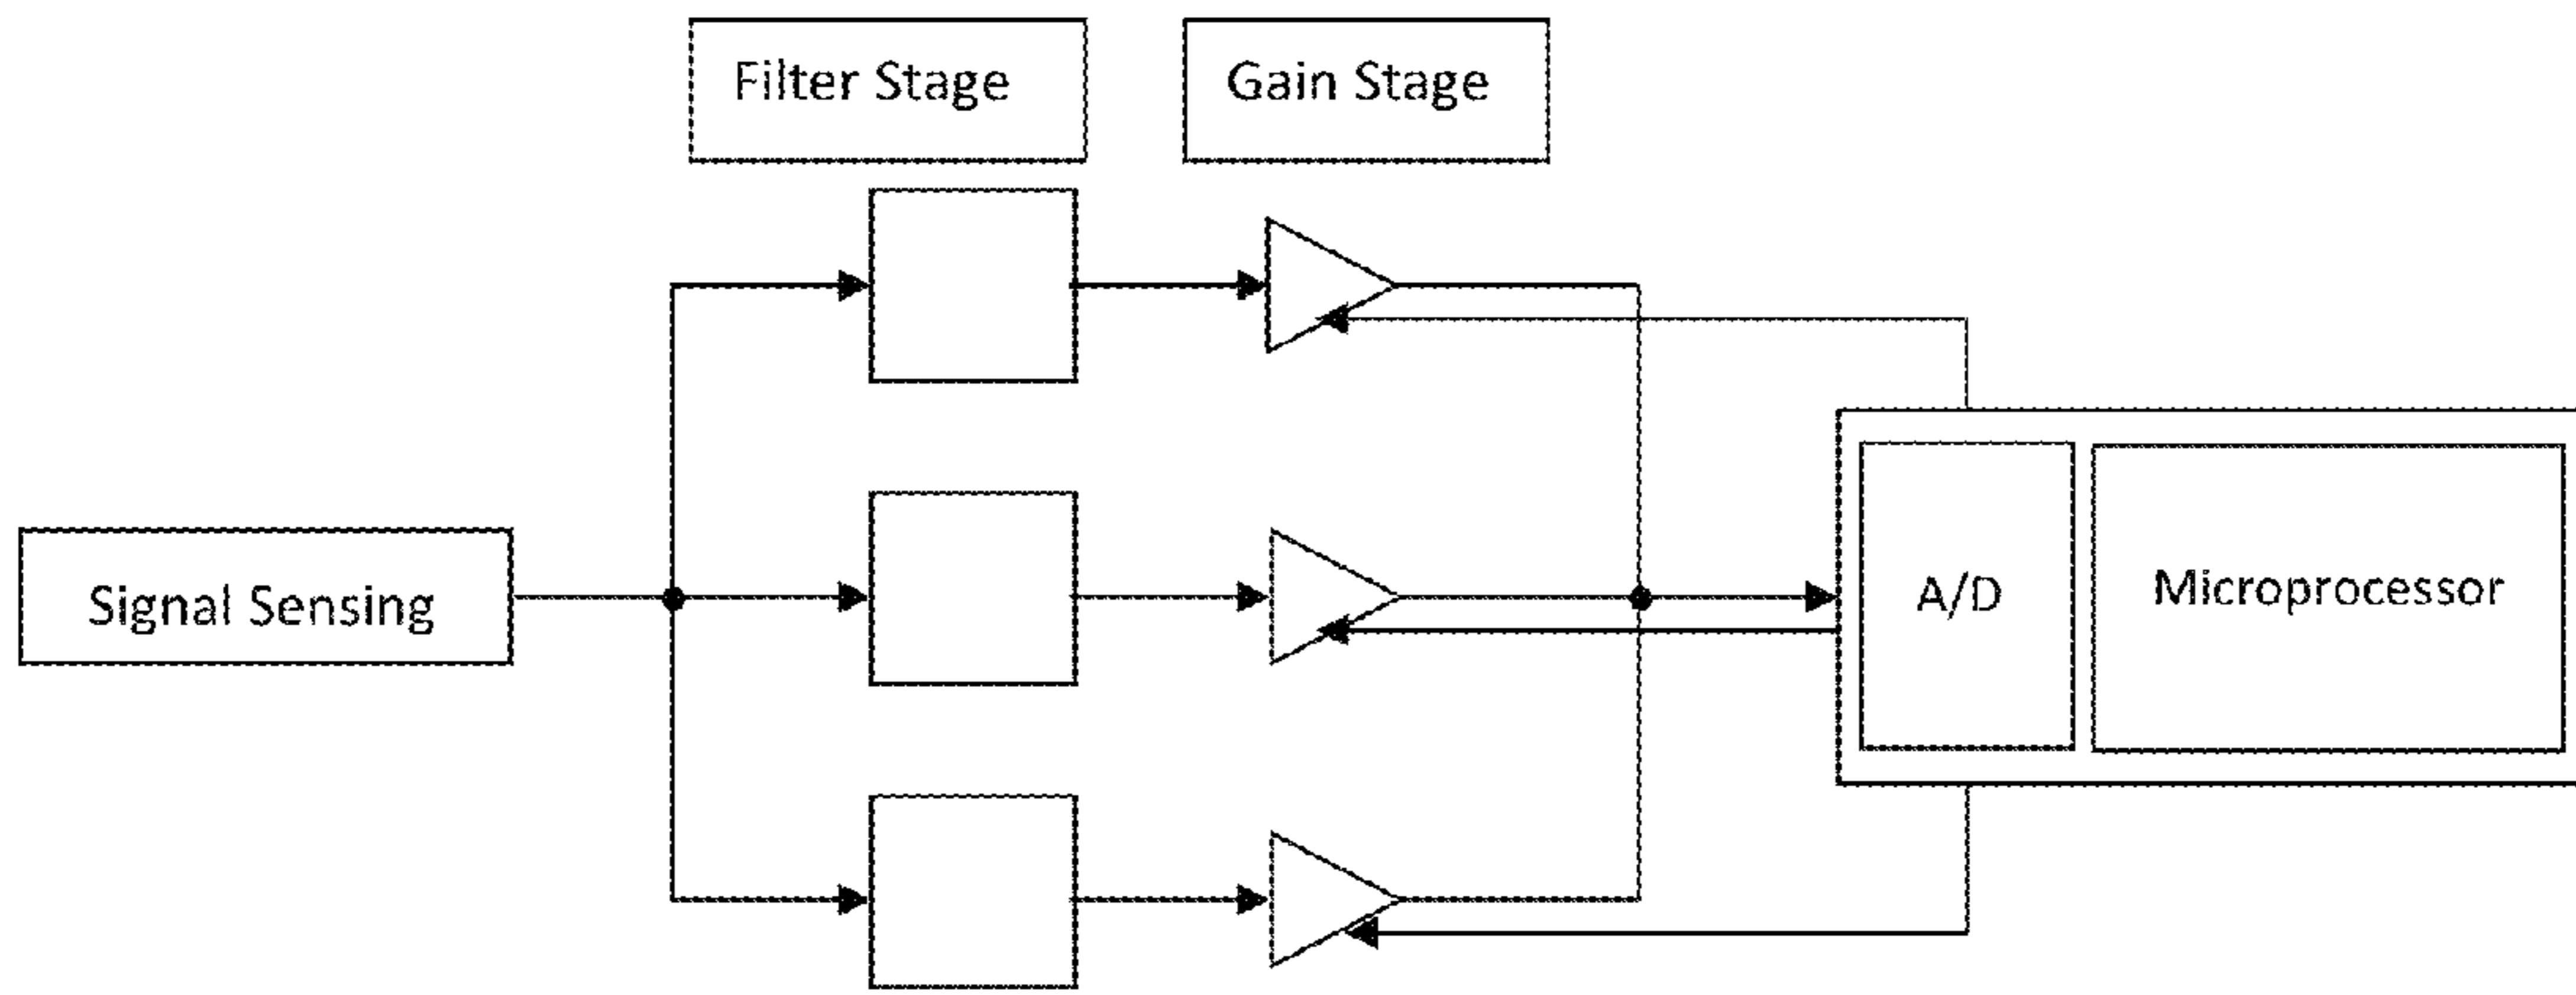 Filter Stage
Gain Stage
Signal Sensing
A/D
Microprocessor